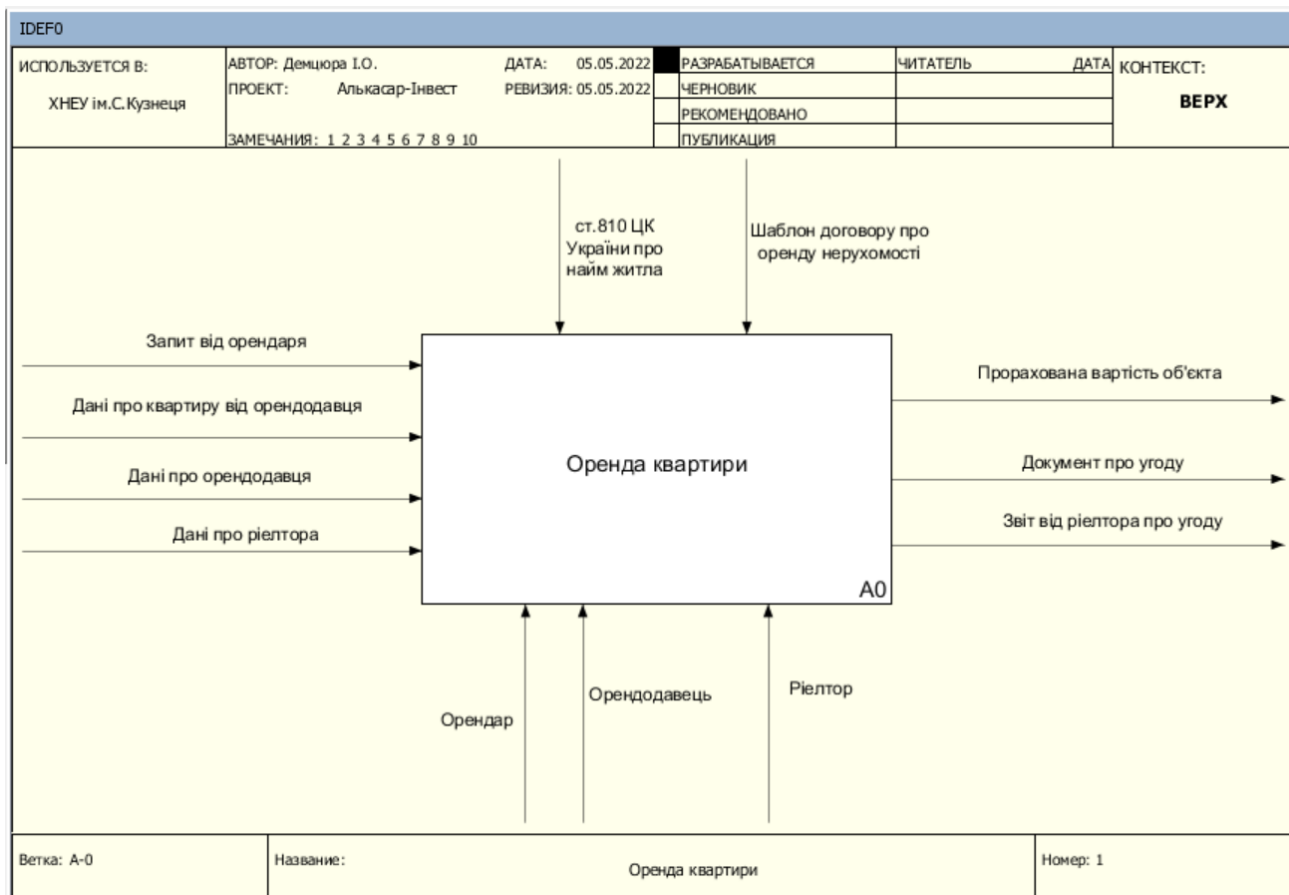 IDEF0
ИСПОЛЬЗУЕТСЯ В:
ХНЕУ ім.С.Кузнеця
АВТОР: Демцюра І.О.
ДАТА: 05.05.2022
ПРОЕКТ: Алькасар-Інвест
РЕВИЗИЯ: 05.05.2022
ЗАМЕЧАНИЯ: 1 2 3 4 5 6 7 8 9 10
РАЗРАБАТЫВАЕТСЯ
ЧЕРНОВИК
РЕКОМЕНДОВАНО
ПУБЛИКАЦИЯ
ЧИТАТЕЛЬ
ДАТА
КОНТЕКСТ:
ВЕРХ
ст.810 ЦК
України про
найм житла
Шаблон договору про
оренду нерухомості
Запит від орендаря
Дані про квартиру від орендодавця
Дані про орендодавця
Дані про ріелтора
Оренда квартири
A0
Прорахована вартість об'єкта
Документ про угоду
Звіт від ріелтора про угоду
Орендар
Орендодавець
Ріелтор
Ветка: A-0
Название:
Оренда квартири
Номер: 1